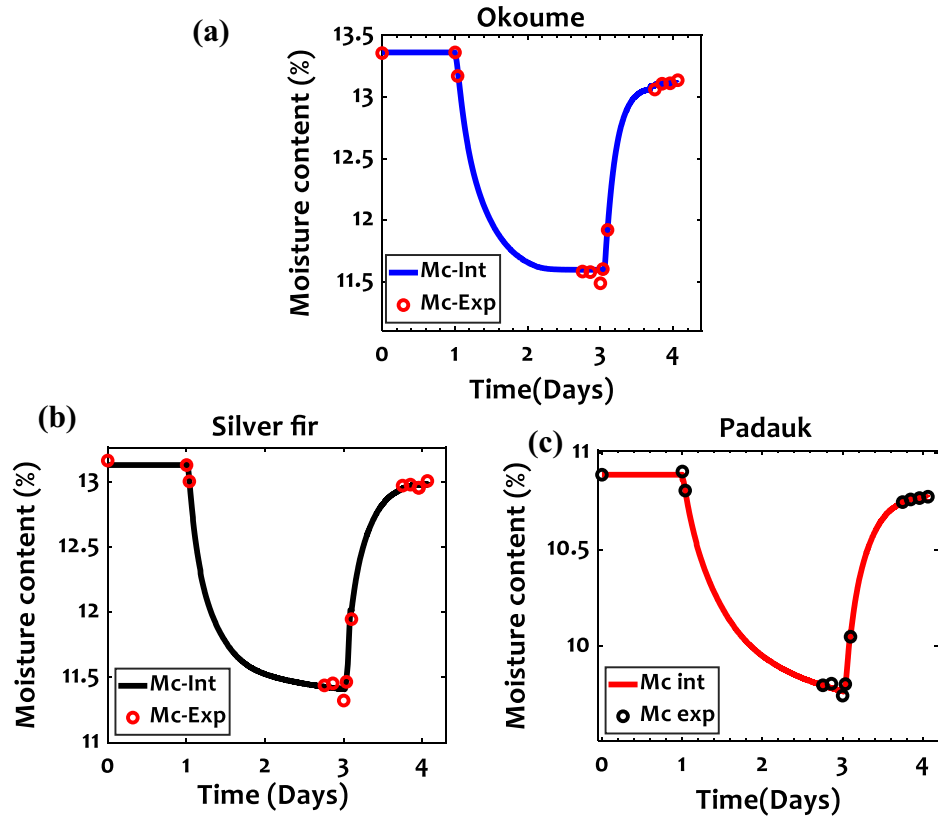 (a)
Okoume
Moisture content (%)
13.5
13
12.5
12
11.5
Mc-Int
Mc-Exp
0 1 2 3 4
Time(Days)
(b)
Silver fir
Moisture content (%)
13
12.5
12
11.5
11
Mc-Int
Mc-Exp
0 1 2 3 4
Time (Days)
(c)
Padauk
Moisture content (%)
11
10.5
10
Mc int
Mc exp
0 1 2 3 4
Time(Days)